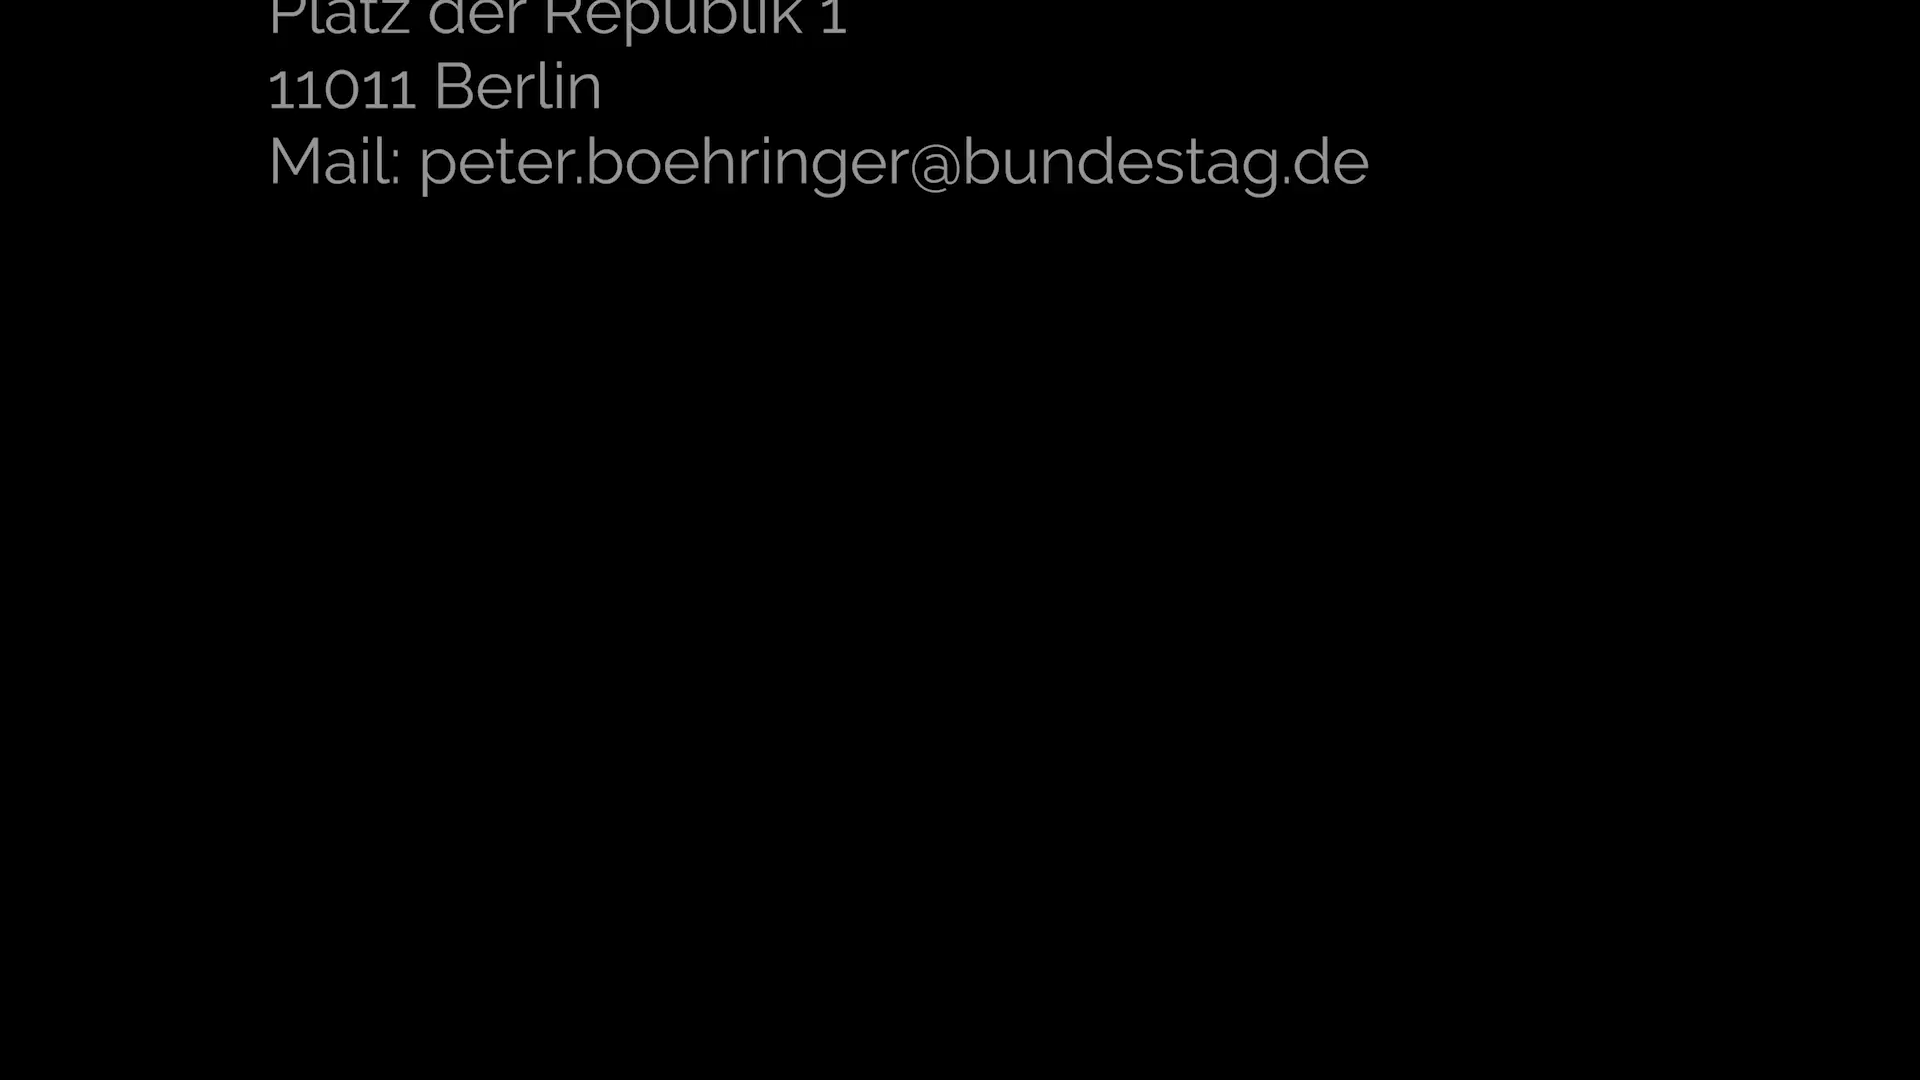 Platz der Republik 1
11011 Berlin
Mail: peter.boehringer@bundestag.de